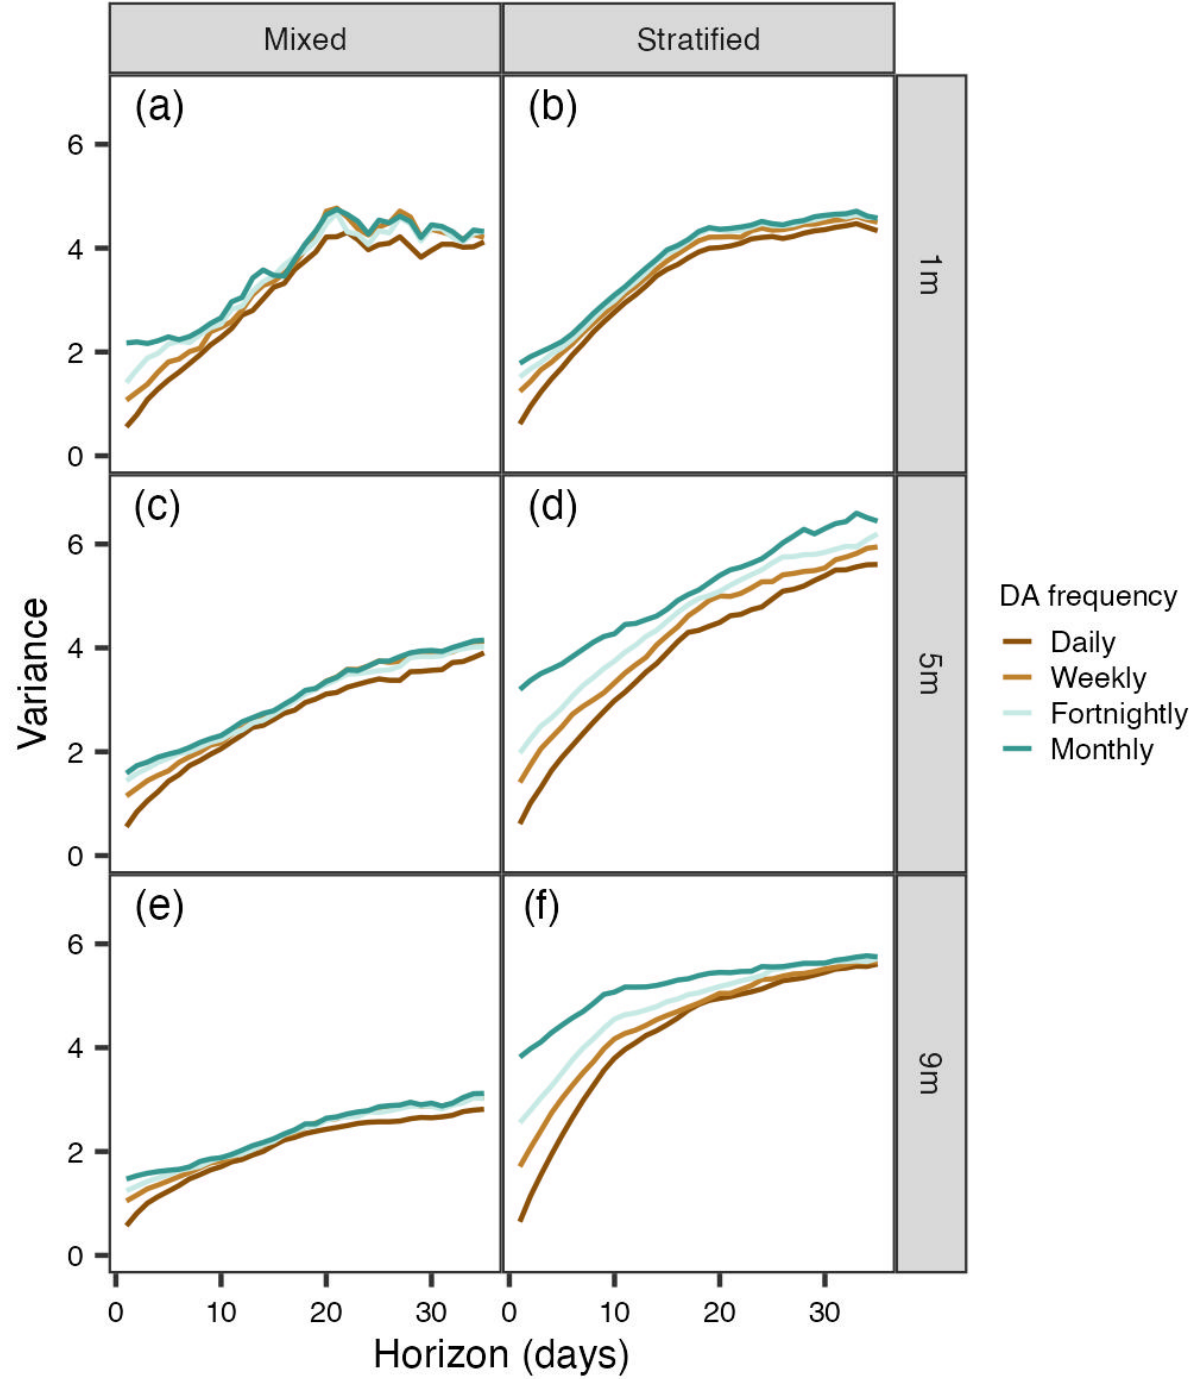 Mixed Stratified
(a) (b)
6
4
2
0
1m
(c) (d)
6
4
2
0
5m
(e) (f)
6
4
2
0
9m
0 10 20 30 0 10 20 30
Horizon (days)
Variance
DA frequency
Daily
Weekly
Fortnightly
Monthly